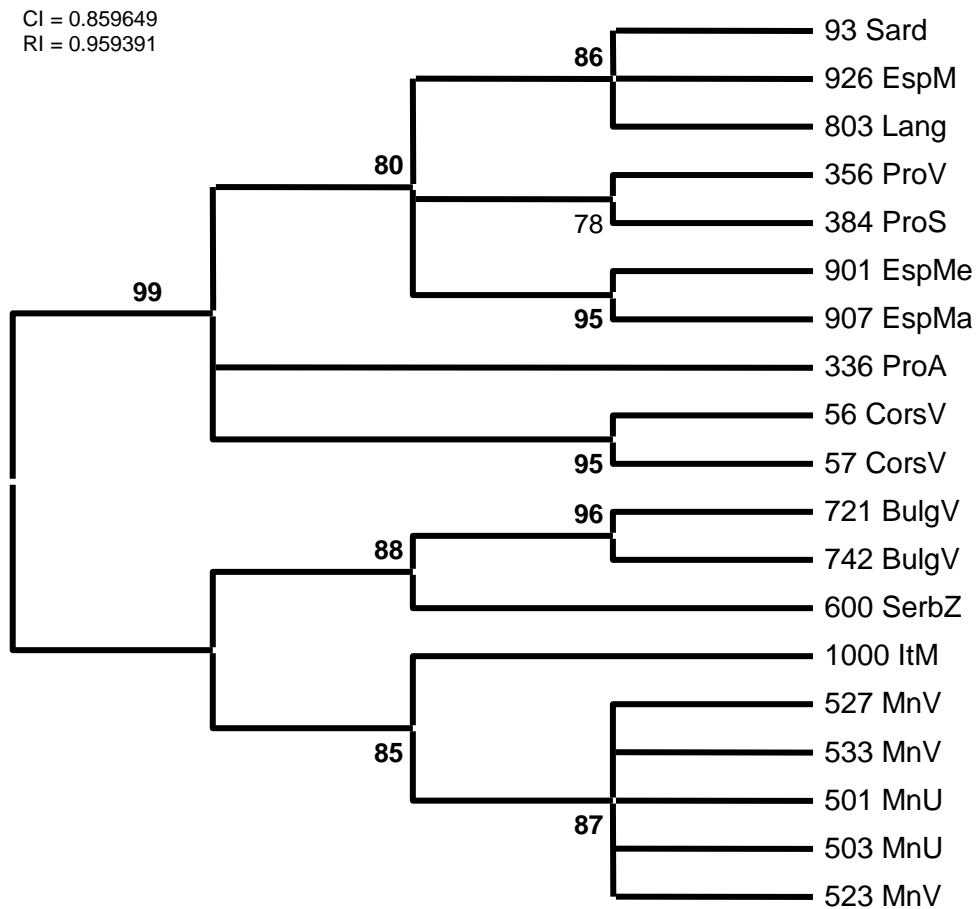 CI = 0.859649
RI = 0.959391
93 Sard
86
926 EspM
803 Lang
80
356 ProV
78
384 ProS
901 EspMe
99
95
907 EspMa
336 ProA
56 CorsV
95
57 CorsV
96
721 BulgV
88
742 BulgV
600 SerbZ
1000 ItM
527 MnV
85
533 MnV
501 MnU
87
503 MnU
523 MnV